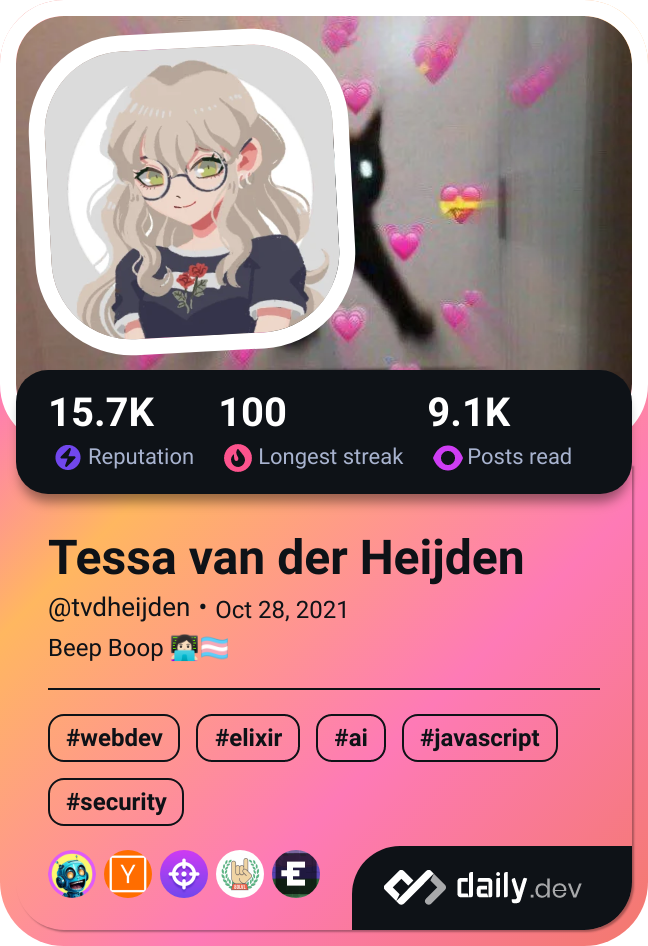 15.7K 100 9.1K
Reputation Longest streak Posts read
Tessa van der Heijden
@tvdheijden • Oct 28, 2021
Beep Boop 👩🏻‍💻🏳️‍⚧️
#webdev #elixir #ai #javascript
#security
Y
daily.dev